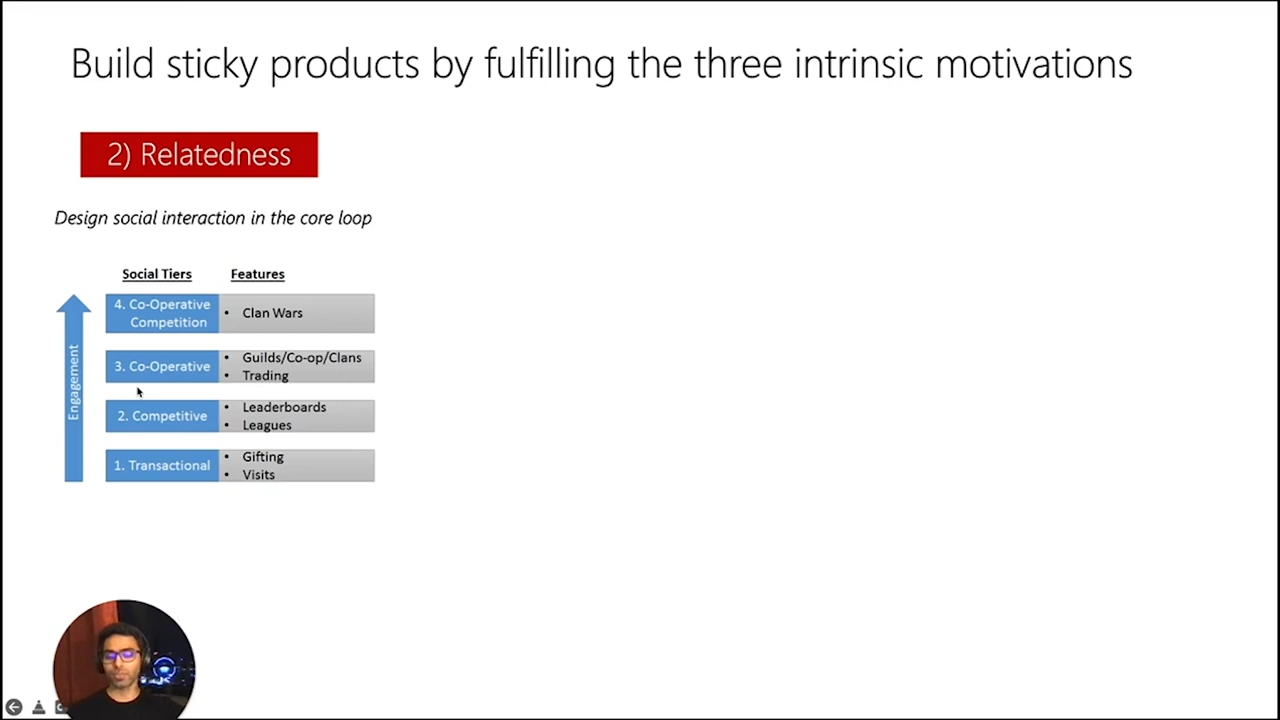 Build sticky products by fulfilling the three intrinsic motivations
2) Relatedness
Design social interaction in the core loop
Social Tiers Features
4. Co-Operative
Competition
• Clan Wars
3. Co-Operative
• Guilds/Co-op/Clans
• Trading
2. Competitive
• Leaderboards
• Leagues
1. Transactional
• Gifting
• Visits
Engagement